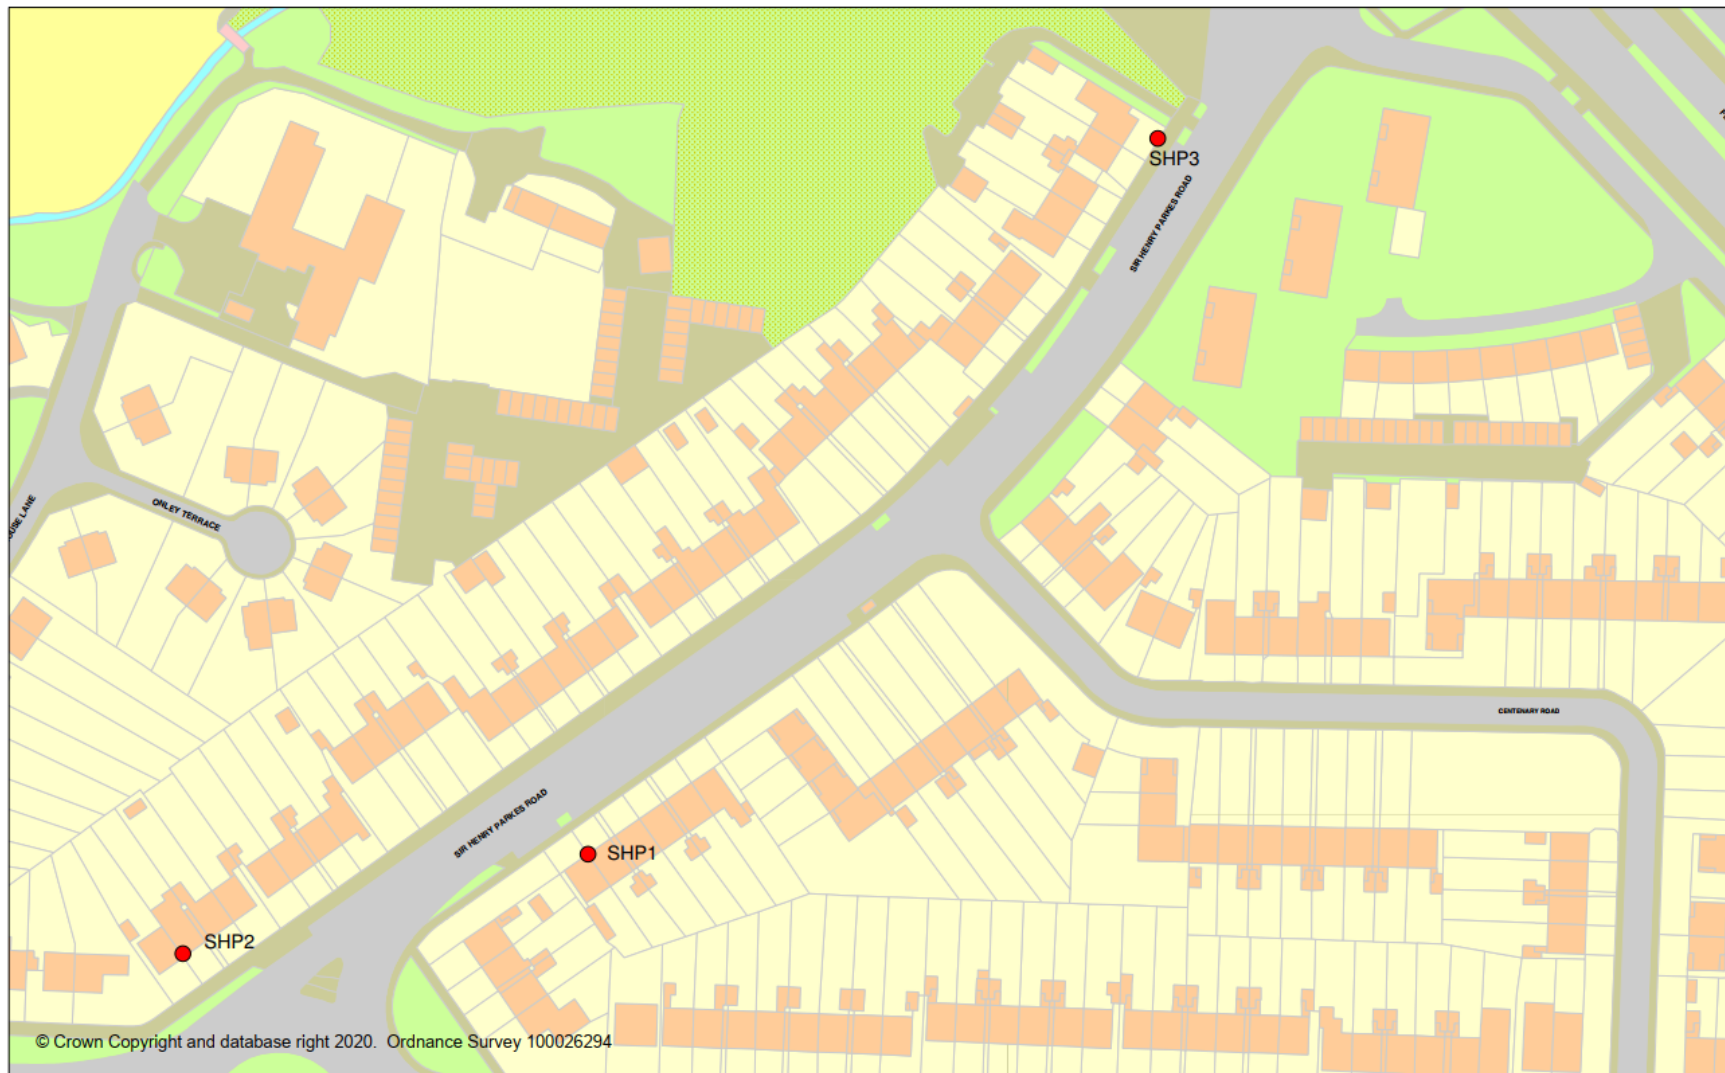 SHP3
SIR HENRY PARKES ROAD
ONLEY TERRACE
CENTENARY ROAD
SIR HENRY PARKES ROAD
SHP1
SHP2
© Crown Copyright and database right 2020. Ordnance Survey 100026294